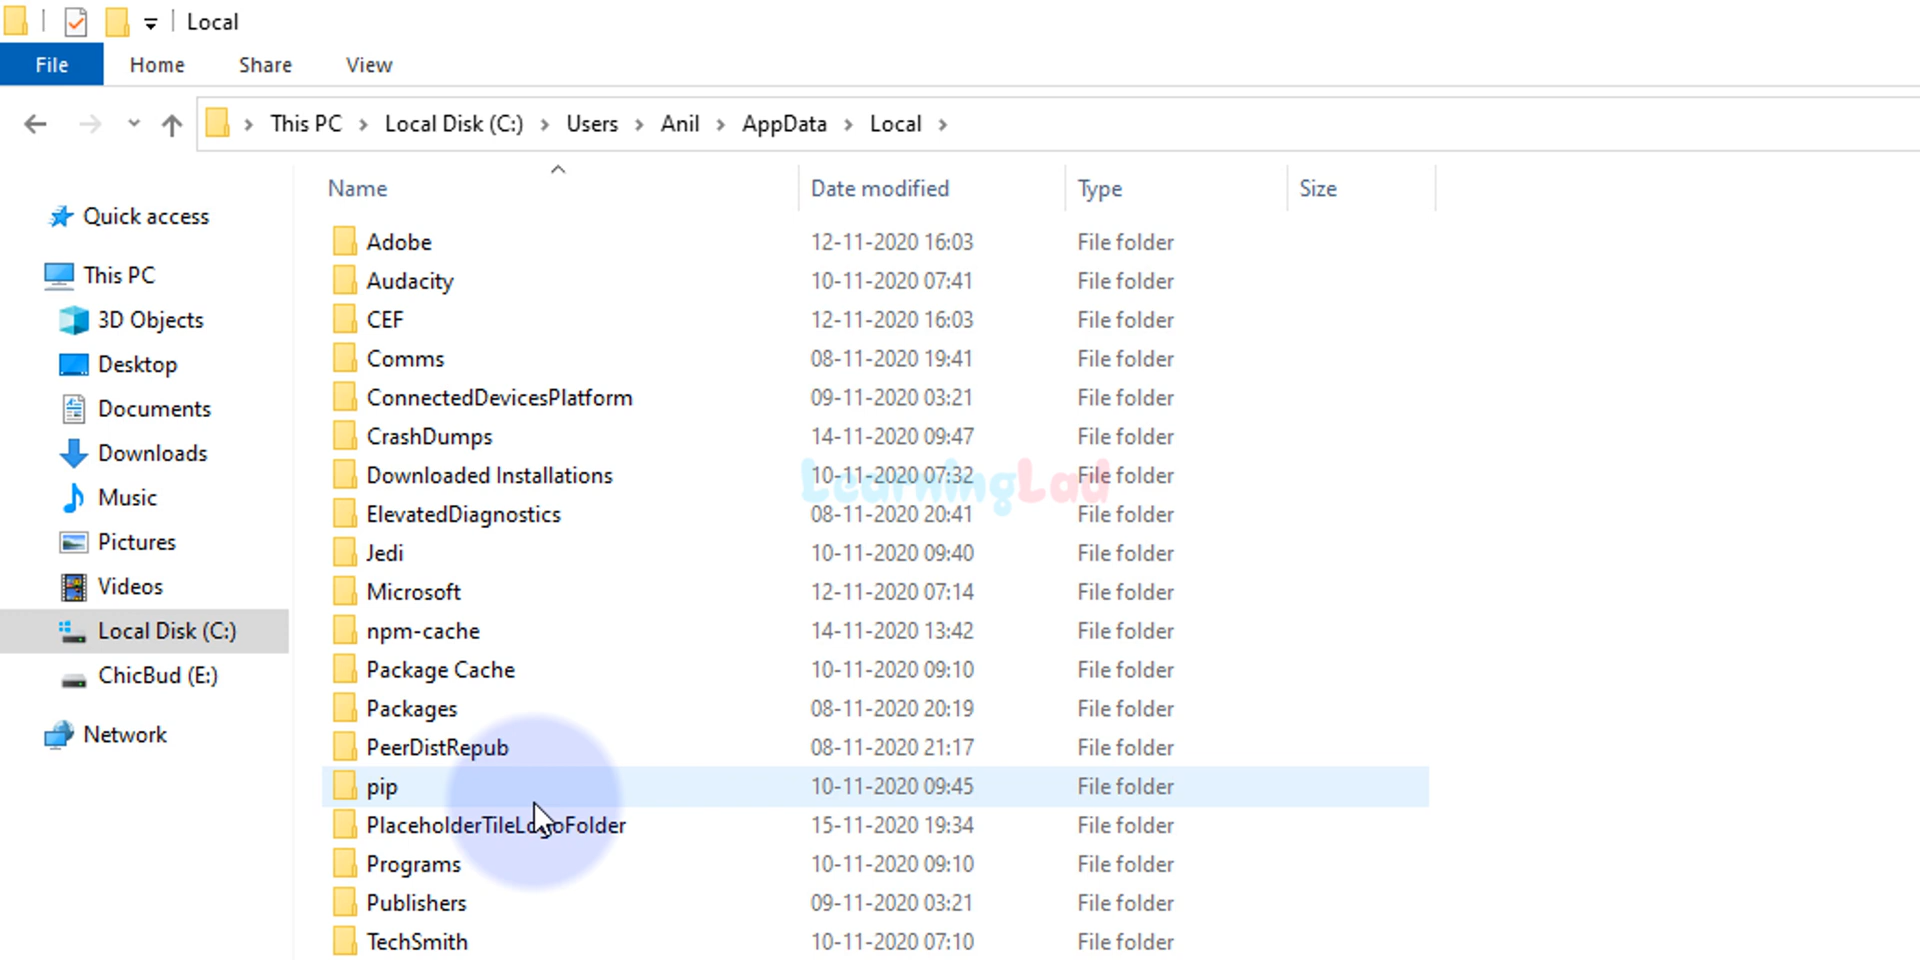 Local
File Home Share View
This PC Local Disk (C:) Users Anil AppData Local
Quick access
This PC
3D Objects
Desktop
Documents
Downloads
Music
Pictures
Videos
Local Disk (C:)
ChicBud (E:)
Network
Name Date modified Type Size
Adobe 12-11-2020 16:03 File folder
Audacity 10-11-2020 07:41 File folder
CEF 12-11-2020 16:03 File folder
Comms 08-11-2020 19:41 File folder
ConnectedDevicesPlatform 09-11-2020 03:21 File folder
CrashDumps 14-11-2020 09:47 File folder
Downloaded Installations 10-11-2020 07:32 File folder
LearningLad
ElevatedDiagnostics 08-11-2020 20:41 File folder
Jedi 10-11-2020 09:40 File folder
Microsoft 12-11-2020 07:14 File folder
npm-cache 14-11-2020 13:42 File folder
Package Cache 10-11-2020 09:10 File folder
Packages 08-11-2020 20:19 File folder
PeerDistRepub 08-11-2020 21:17 File folder
pip 10-11-2020 09:45 File folder
PlaceholderTileLogoFolder 15-11-2020 19:34 File folder
Programs 10-11-2020 09:10 File folder
Publishers 09-11-2020 03:21 File folder
TechSmith 10-11-2020 07:10 File folder